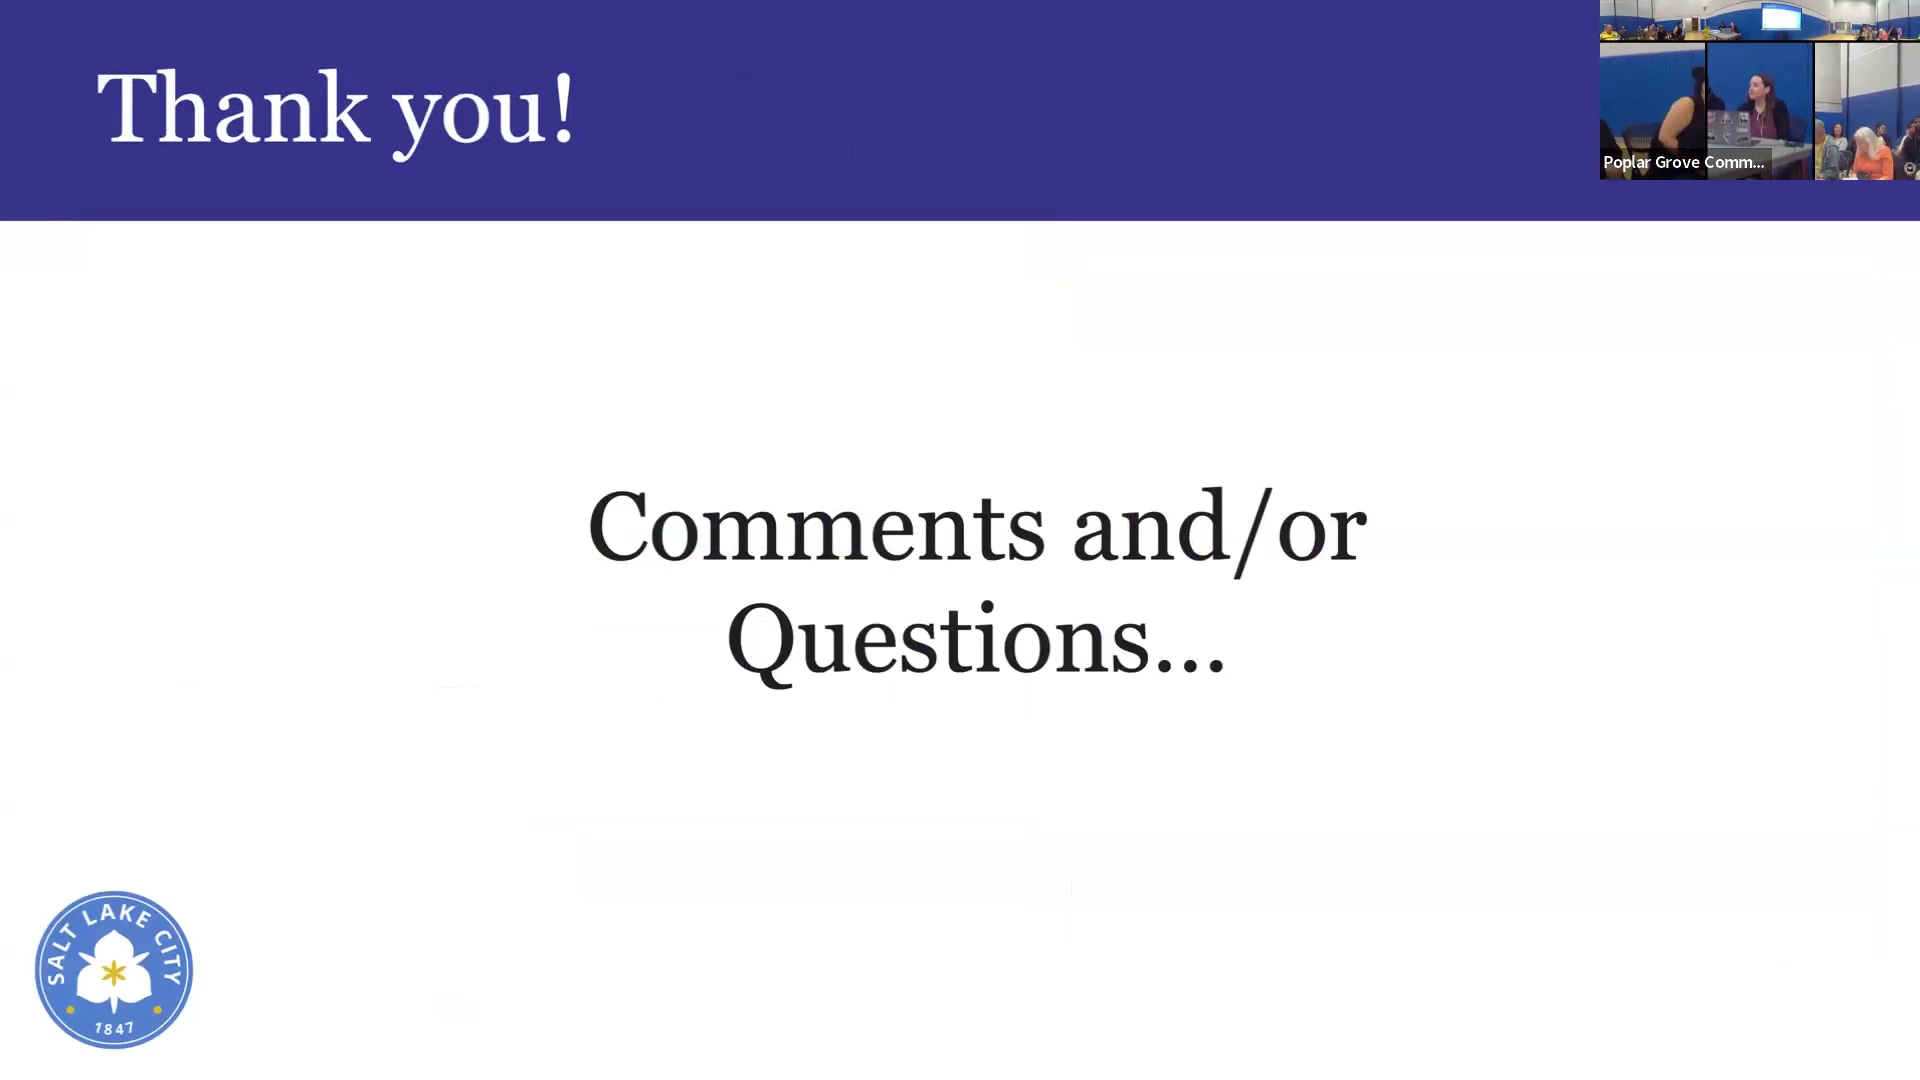 Thank you!
Poplar Grove Comm...
Comments and/or
Questions...
SALT LAKE CITY
1847